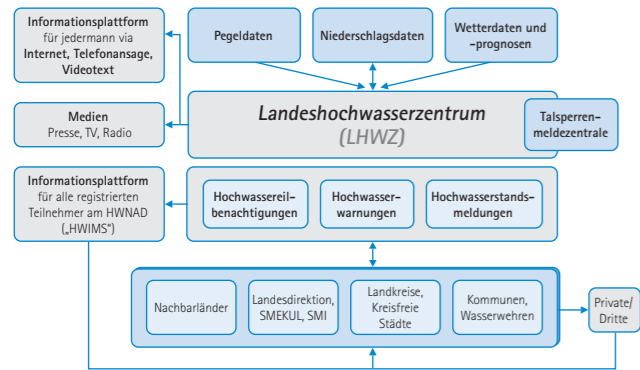 Informationsplattform
für jedermann via
Internet, Telefonansage,
Videotext
Pegeldaten
Niederschlagsdaten
Wetterdaten und
-prognosen
Medien
Presse, TV, Radio
Landeshochwasserzentrum
(LHWZ)
Talsperren-
meldezentrale
Informationsplattform
für alle registrierten
Teilnehmer am HWNAD
(„HWIMS“)
Hochwassereil-
benachtigungen
Hochwasser-
warnungen
Hochwasserstands-
meldungen
Nachbarländer
Landesdirektion,
SMEKUL, SMI
Landkreise,
Kreisfreie
Städte
Kommunen,
Wasserwehren
Private/
Dritte